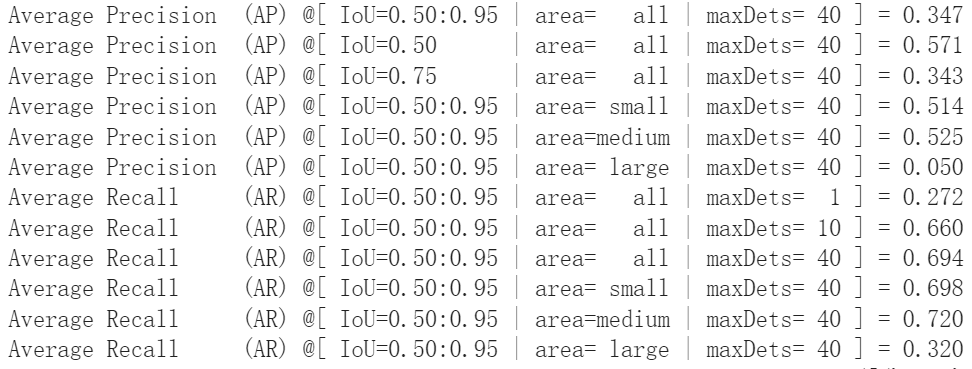 Average Precision  (AP) @[ IoU=0.50:0.95 | area=   all | maxDets= 40 ] = 0.347
Average Precision  (AP) @[ IoU=0.50      | area=   all | maxDets= 40 ] = 0.571
Average Precision  (AP) @[ IoU=0.75      | area=   all | maxDets= 40 ] = 0.343
Average Precision  (AP) @[ IoU=0.50:0.95 | area= small | maxDets= 40 ] = 0.514
Average Precision  (AP) @[ IoU=0.50:0.95 | area=medium | maxDets= 40 ] = 0.525
Average Precision  (AP) @[ IoU=0.50:0.95 | area= large | maxDets= 40 ] = 0.050
Average Recall     (AR) @[ IoU=0.50:0.95 | area=   all | maxDets=  1 ] = 0.272
Average Recall     (AR) @[ IoU=0.50:0.95 | area=   all | maxDets= 10 ] = 0.660
Average Recall     (AR) @[ IoU=0.50:0.95 | area=   all | maxDets= 40 ] = 0.694
Average Recall     (AR) @[ IoU=0.50:0.95 | area= small | maxDets= 40 ] = 0.698
Average Recall     (AR) @[ IoU=0.50:0.95 | area=medium | maxDets= 40 ] = 0.720
Average Recall     (AR) @[ IoU=0.50:0.95 | area= large | maxDets= 40 ] = 0.320